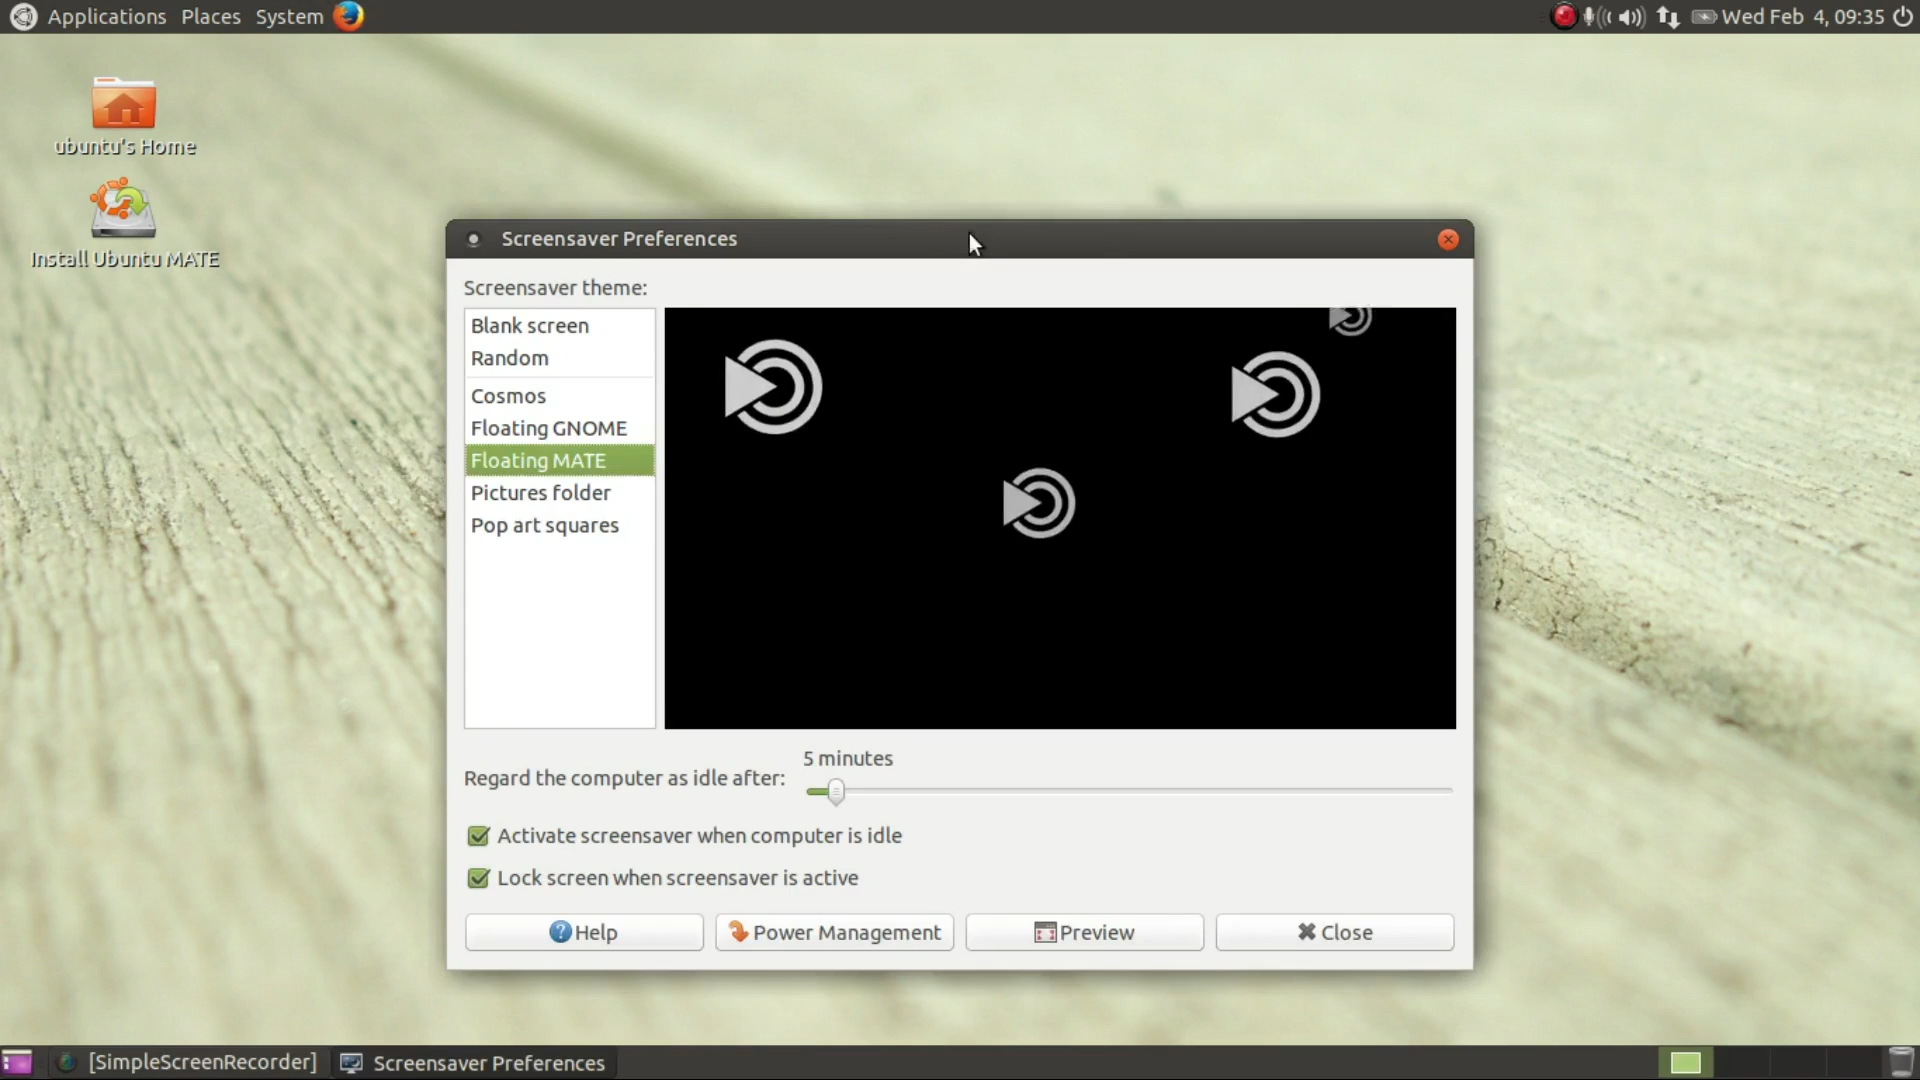 Applications Places System
Wed Feb 4, 09:35
ubuntu's Home
Install Ubuntu MATE
Screensaver Preferences
Screensaver theme:
Blank screen
Random
Cosmos
Floating GNOME
Floating MATE
Pictures folder
Pop art squares
5 minutes
Regard the computer as idle after:
Activate screensaver when computer is idle
Lock screen when screensaver is active
Help
Power Management
Preview
Close
[SimpleScreenRecorder]
Screensaver Preferences